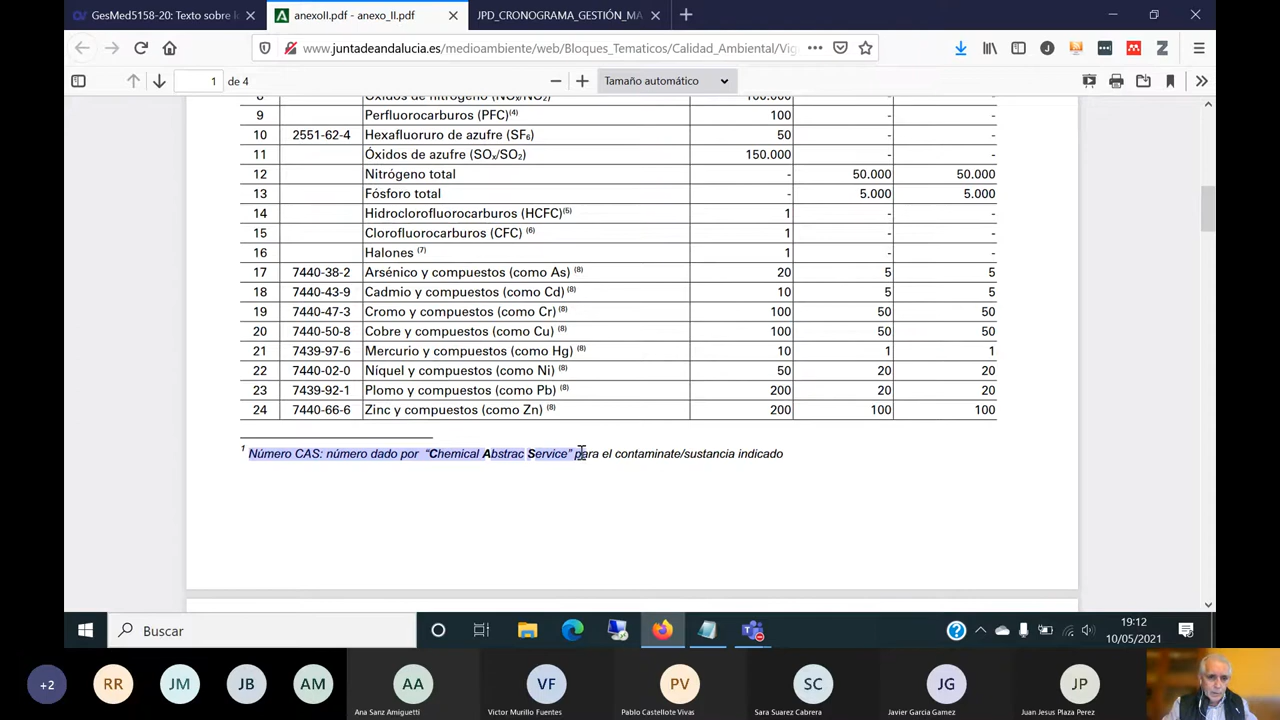 GesMed5158-20: Texto sobre l
anexoII.pdf - anexo_II.pdf
JPD_CRONOGRAMA_GESTIÓN_MA
www.juntadeandalucia.es/medioambiente/web/Bloques_Tematicos/Calidad_Ambiental/Vig
1 de 4
Tamaño automático
8 Óxidos de nitrógeno (NOx/NO₂) 100.000 - -
9 Perfluorocarburos (PFC)(4) 100 - -
10 2551-62-4 Hexafluoruro de azufre (SF₆) 50 - -
11 Óxidos de azufre (SOₓ/SO₂) 150.000 - -
12 Nitrógeno total - 50.000 50.000
13 Fósforo total - 5.000 5.000
14 Hidroclorofluorocarburos (HCFC)(5) 1 - -
15 Clorofluorocarburos (CFC) (6) 1 - -
16 Halones (7) 1 - -
17 7440-38-2 Arsénico y compuestos (como As) (8) 20 5 5
18 7440-43-9 Cadmio y compuestos (como Cd) (8) 10 5 5
19 7440-47-3 Cromo y compuestos (como Cr) (8) 100 50 50
20 7440-50-8 Cobre y compuestos (como Cu) (8) 100 50 50
21 7439-97-6 Mercurio y compuestos (como Hg) (8) 10 1 1
22 7440-02-0 Níquel y compuestos (como Ni) (8) 50 20 20
23 7439-92-1 Plomo y compuestos (como Pb) (8) 200 20 20
24 7440-66-6 Zinc y compuestos (como Zn) (8) 200 100 100
1 Número CAS: número dado por “Chemical Abstrac Service” para el contaminate/sustancia indicado
Buscar
19:12
10/05/2021
+2 RR JM JB AM AA VF PV SC JG JP
Ana Sanz Amiguetti Victor Murillo Fuentes Pablo Castellote Vivas Sara Suarez Cabrera Javier Garcia Gamez Juan Jesus Plaza Perez